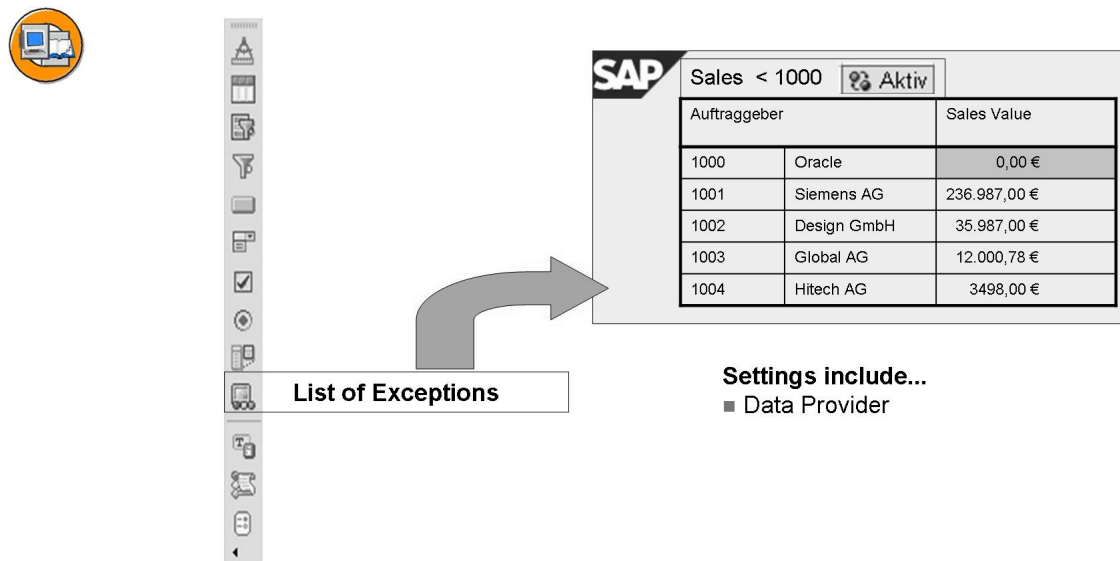 SAP
Sales < 1000 Aktiv
Auftraggeber Sales Value
1000 Oracle 0,00 €
1001 Siemens AG 236.987,00 €
1002 Design GmbH 35.987,00 €
1003 Global AG 12.000,78 €
1004 Hitech AG 3498,00 €
List of Exceptions
Settings include...
■ Data Provider